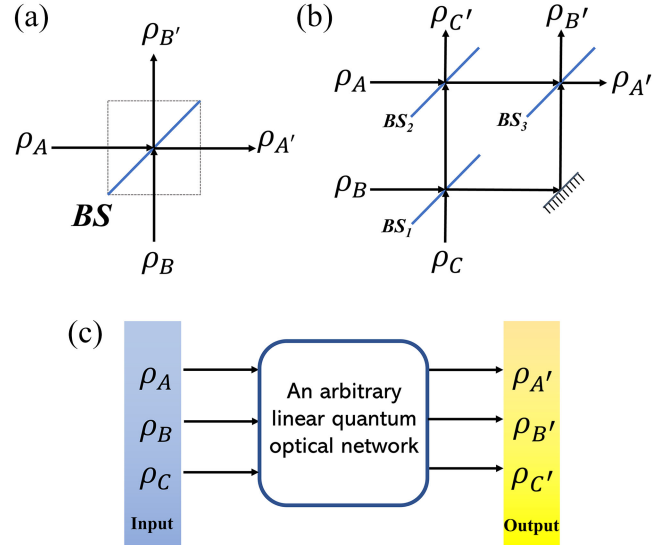 (a)
ρB′
ρA
ρA′
BS
ρB
(b)
ρC′
ρB′
ρA
ρA′
BS2
BS3
ρB
BS1
ρC
(c)
ρA
ρB
ρC
Input
An arbitrary
linear quantum
optical network
ρA′
ρB′
ρC′
Output